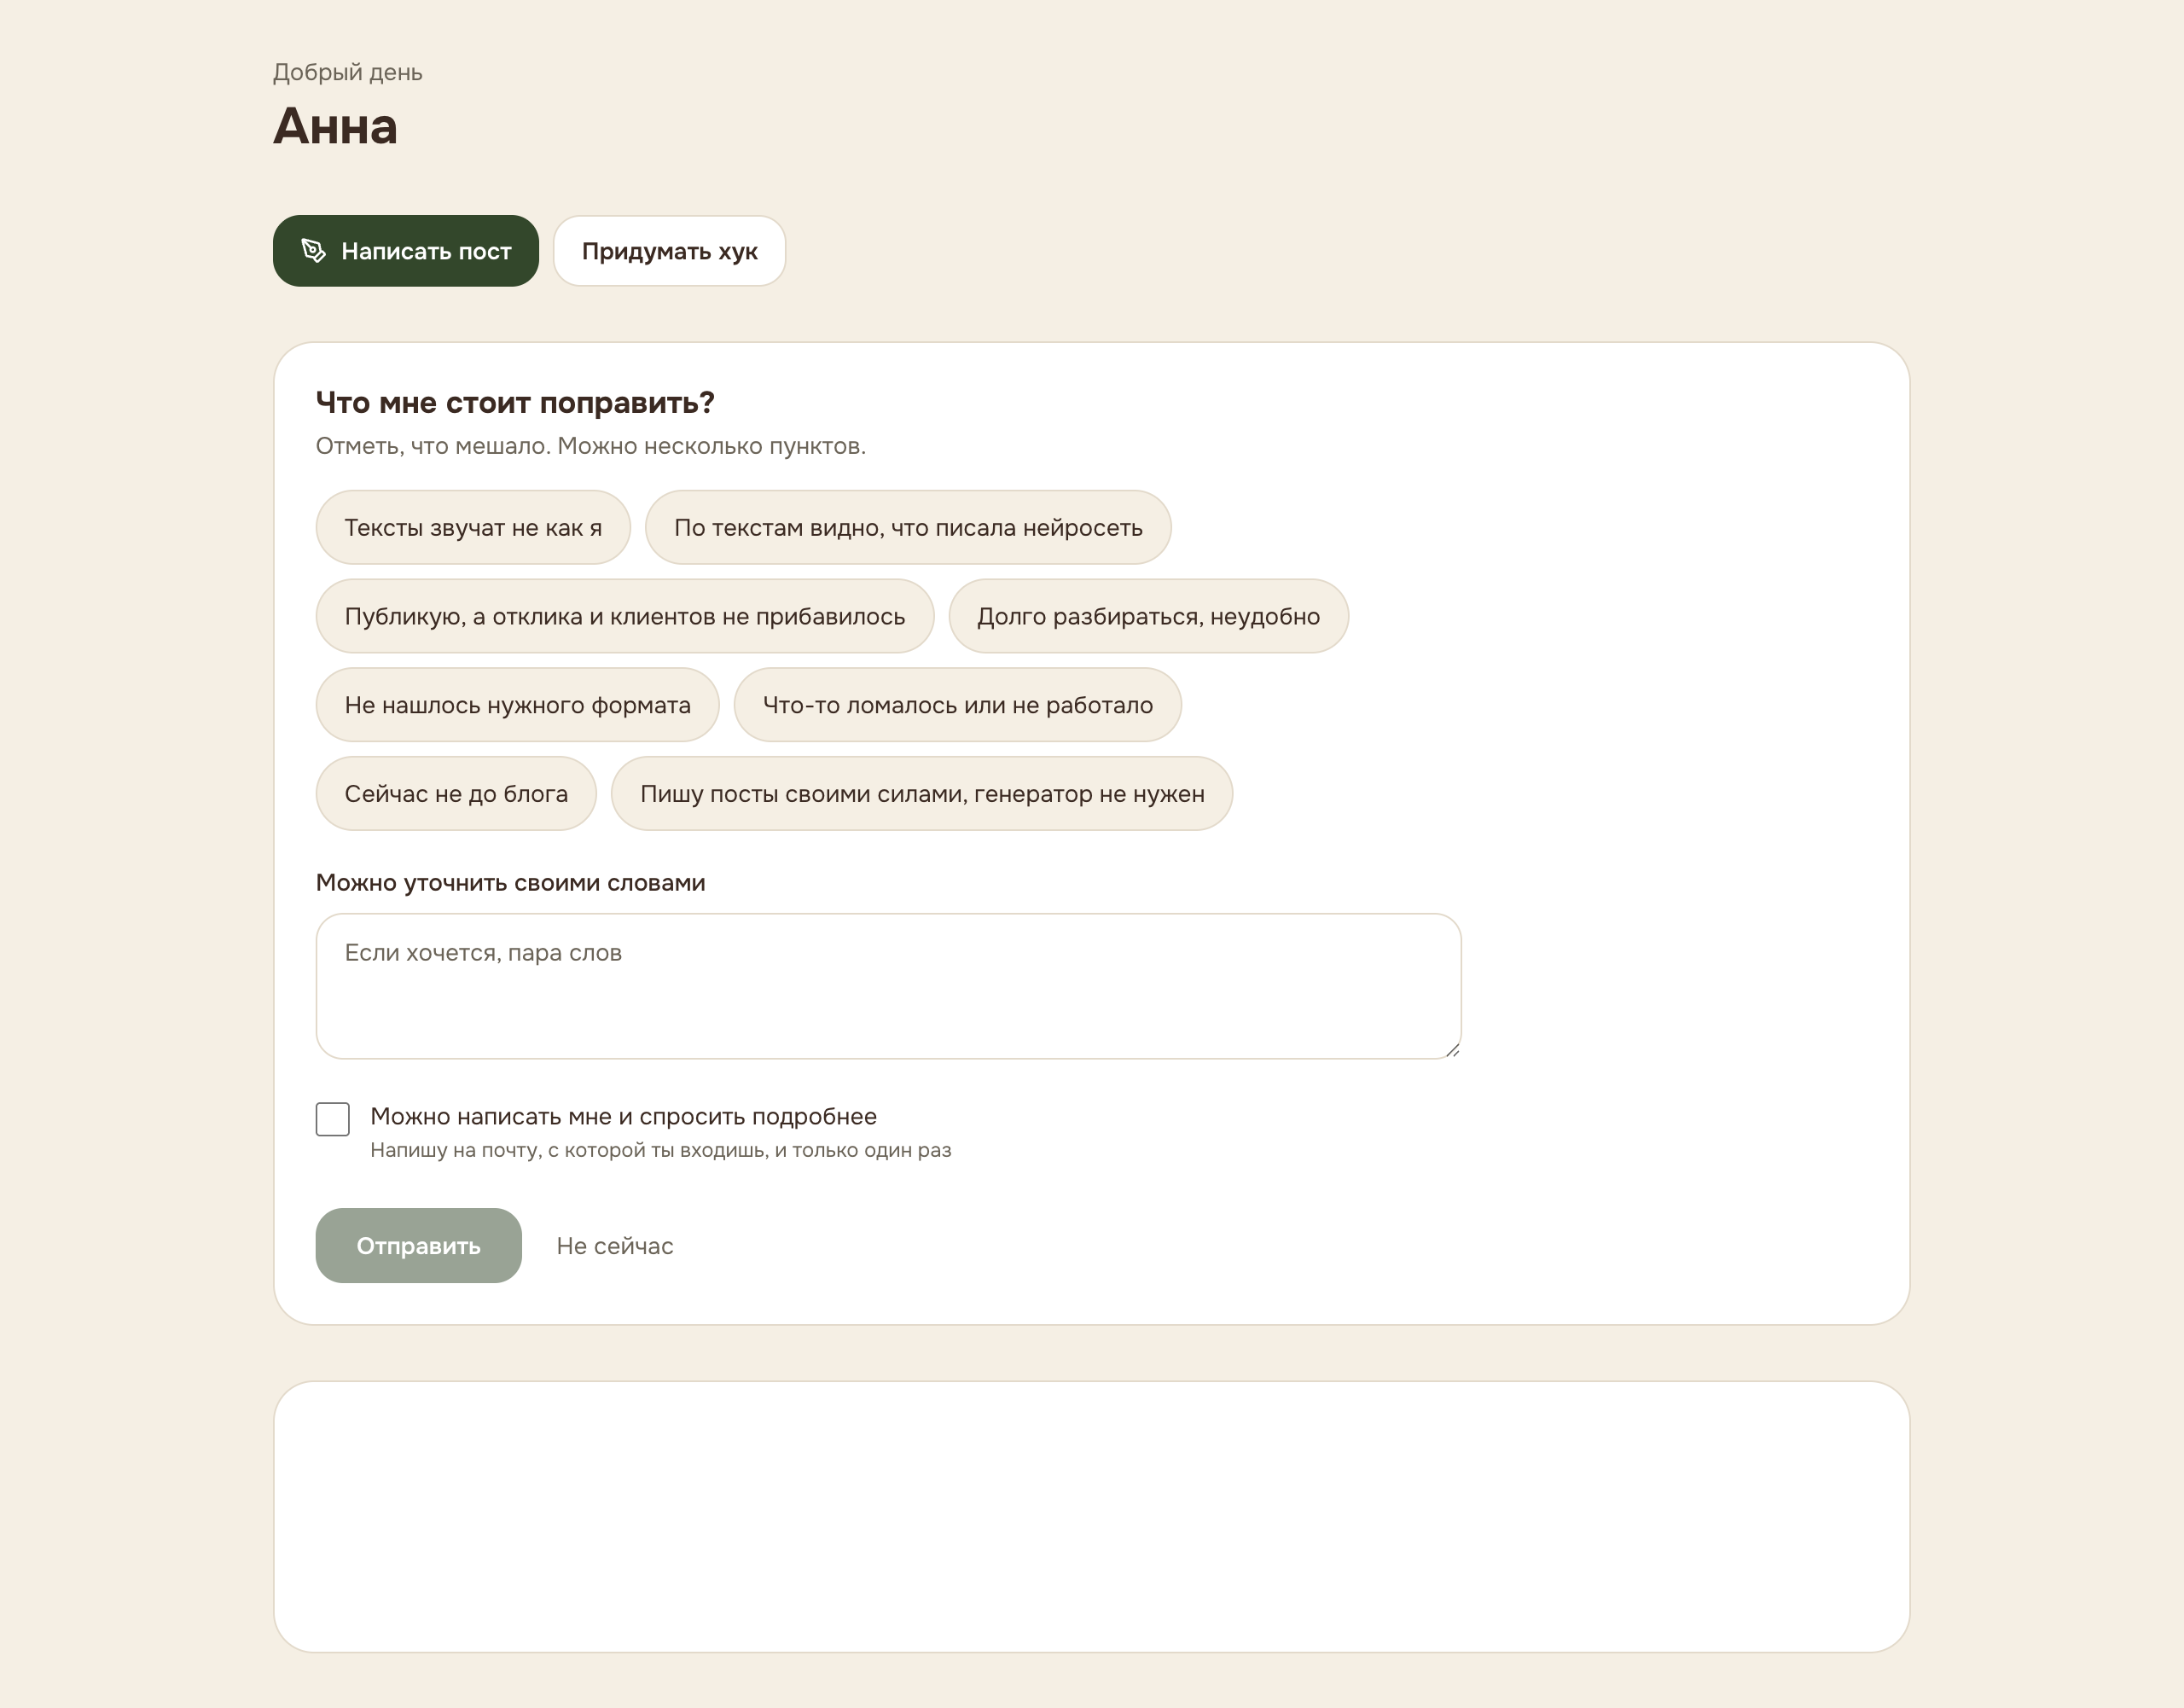 Добрый день
Анна
Написать пост
Придумать хук
Что мне стоит поправить?
Отметь, что мешало. Можно несколько пунктов.
Тексты звучат не как я
По текстам видно, что писала нейросеть
Публикую, а отклика и клиентов не прибавилось
Долго разбираться, неудобно
Не нашлось нужного формата
Что-то ломалось или не работало
Сейчас не до блога
Пишу посты своими силами, генератор не нужен
Можно уточнить своими словами
Если хочется, пара слов
Можно написать мне и спросить подробнее
Напишу на почту, с которой ты входишь, и только один раз
Отправить
Не сейчас